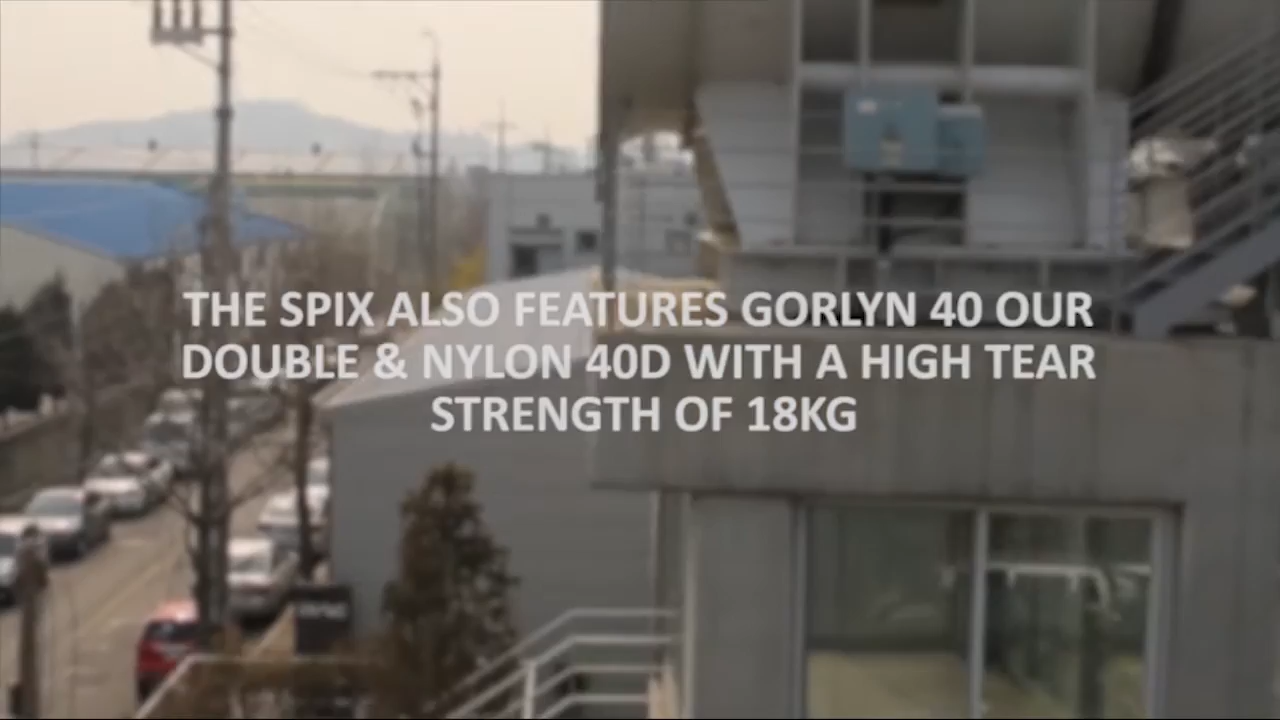 THE SPIX ALSO FEATURES GORLYN 40 OUR
DOUBLE & NYLON 40D WITH A HIGH TEAR
STRENGTH OF 18KG